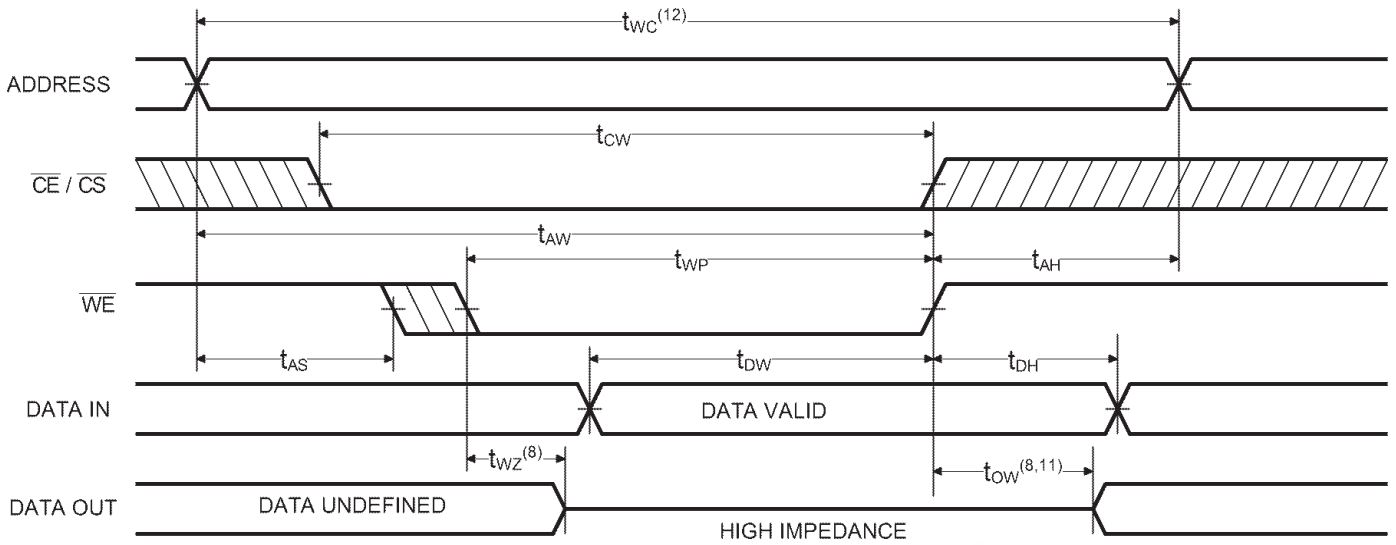 tWC(12)
ADDRESS
tCW
CE / CS
tAW
tWP
tAH
WE
tAS
tDW
tDH
DATA IN
DATA VALID
tWZ(8)
tOW(8,11)
DATA OUT
DATA UNDEFINED
HIGH IMPEDANCE